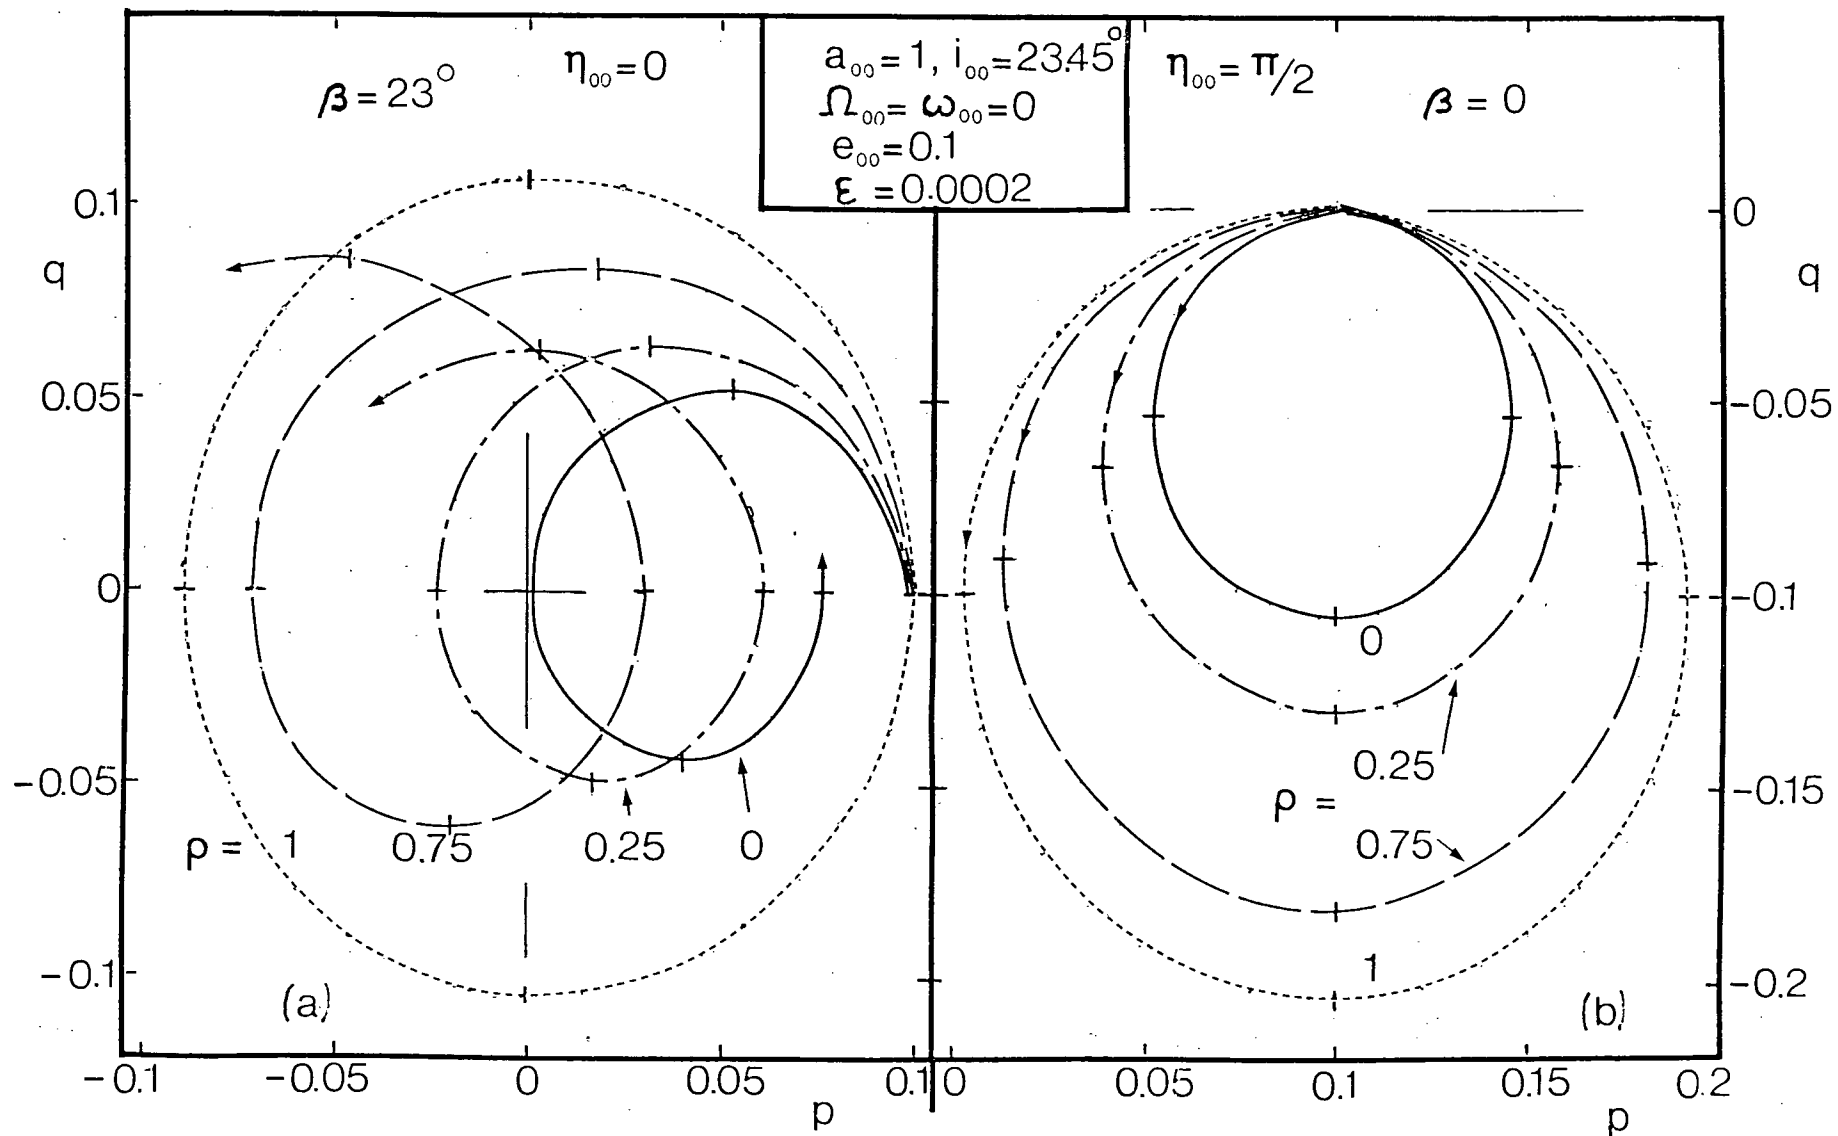 β = 23° η₀₀=0
a₀₀=1, i₀₀=23.45°
Ω₀₀= ω₀₀=0
e₀₀=0.1
ε =0.0002
η₀₀= π/2 β = 0
0.1
q
0.05
0
-0.05
-0.1
ρ = 1 0.75 0.25 0
(a)
-0.1 -0.05 0 0.05 0.1
p
0
q
-0.05
-0.1
-0.15
-0.2
0
0.25
ρ =
0.75
1
(b)
0 0.05 0.1 0.15 0.2
p